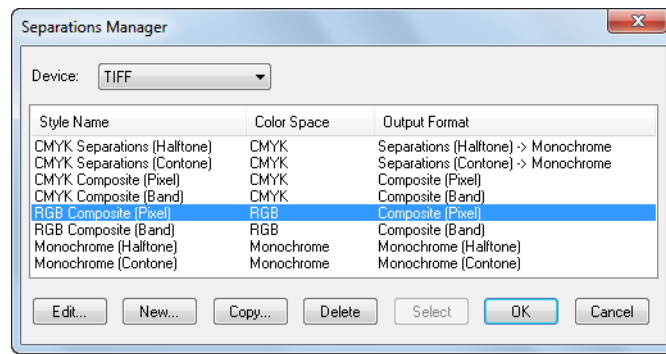 Separations Manager
Device: TIFF
Style Name Color Space Output Format
CMYK Separations (Halftone) CMYK Separations (Halftone) -> Monochrome
CMYK Separations (Contone) CMYK Separations (Contone) -> Monochrome
CMYK Composite (Pixel) CMYK Composite (Pixel)
CMYK Composite (Band) CMYK Composite (Band)
RGB Composite (Pixel) RGB Composite (Pixel)
RGB Composite (Band) RGB Composite (Band)
Monochrome (Halftone) Monochrome Monochrome (Halftone)
Monochrome (Contone) Monochrome Monochrome (Contone)
Edit... New... Copy... Delete Select OK Cancel